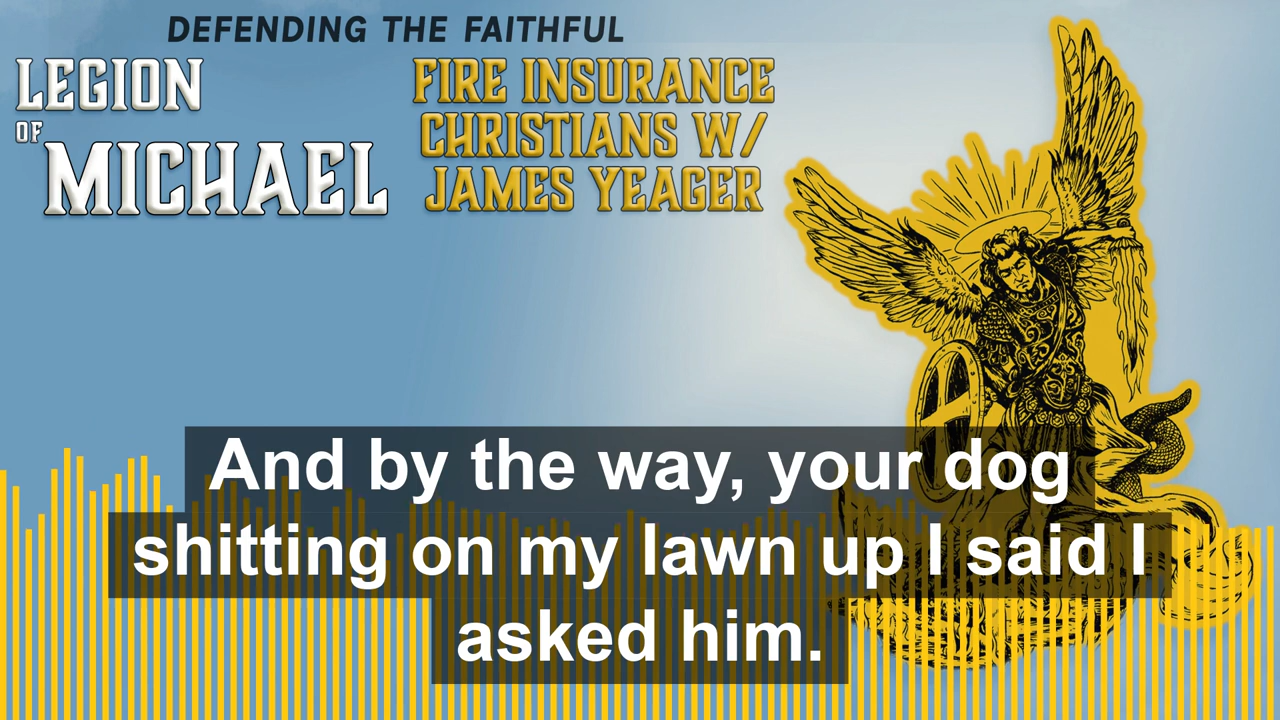 DEFENDING THE FAITHFUL
LEGION
OF
MICHAEL
FIRE INSURANCE
CHRISTIANS W/
JAMES YEAGER
And by the way, your dog
shitting on my lawn up I said I
asked him.